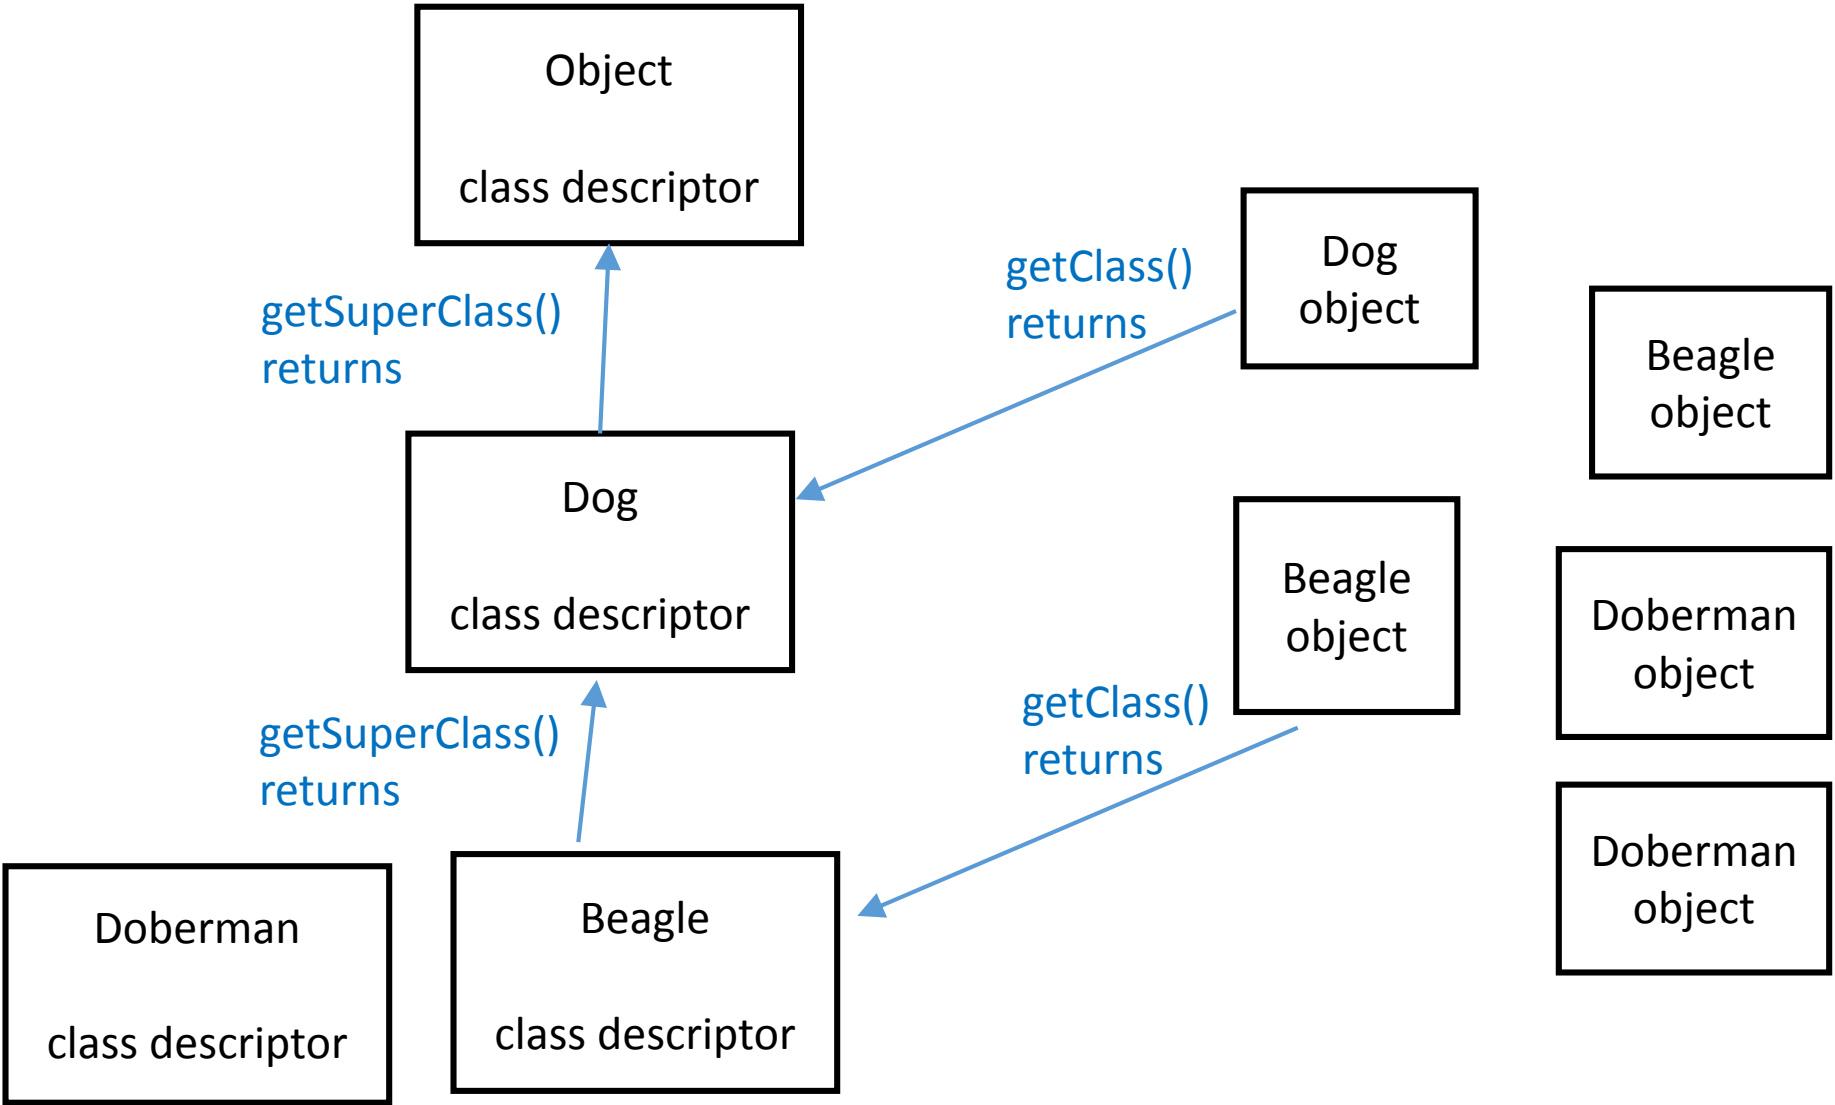 Object
class descriptor
getSuperClass()
returns
getClass()
returns
Dog
object
Beagle
object
Dog
class descriptor
Beagle
object
Doberman
object
getSuperClass()
returns
getClass()
returns
Doberman
object
Doberman
class descriptor
Beagle
class descriptor